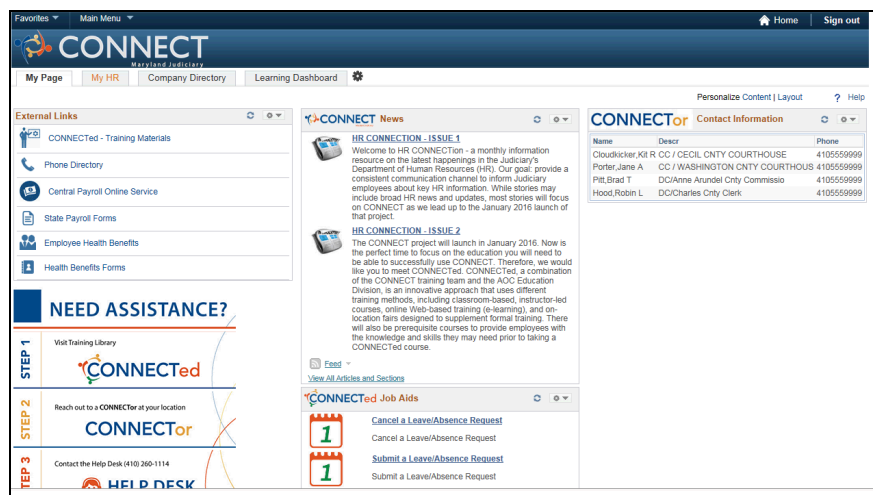 Favorites Main Menu Home Sign out
CONNECT
Maryland Judiciary
My Page My HR Company Directory Learning Dashboard
Personalize Content | Layout ? Help
External Links
CONNECTed - Training Materials
Phone Directory
Central Payroll Online Service
State Payroll Forms
Employee Health Benefits
Health Benefits Forms
NEED ASSISTANCE?
STEP 1
Visit Training Library
CONNECTed
STEP 2
Reach out to a CONNECTor at your location
CONNECTor
STEP 3
Contact the Help Desk (410) 260-1114
HELP DESK
CONNECT News
HR CONNECTION - ISSUE 1
Welcome to HR CONNECTion - a monthly information
resource on the latest happenings in the Judiciary's
Department of Human Resources (HR). Our goal: provide a
consistent communication channel to inform Judiciary
employees about key HR information. While stories may
include broad HR news and updates, most stories will focus
on CONNECT as we lead up to the January 2016 launch of
that project.
HR CONNECTION - ISSUE 2
The CONNECT project will launch in January 2016. Now is
the perfect time to focus on the education you will need to
be able to successfully use CONNECT. Therefore, we would
like you to meet CONNECTed. CONNECTed, a combination
of the CONNECT training team and the AOC Education
Division, is an innovative approach that uses different
training methods, including classroom-based, instructor-led
courses, online Web-based training (e-learning), and on-
location fairs designed to supplement formal training. There
will also be prerequisite courses to provide employees with
the knowledge and skills they may need prior to taking a
CONNECTed course.
Feed
View All Articles and Sections
CONNECTed Job Aids
1
Cancel a Leave/Absence Request
Cancel a Leave/Absence Request
1
Submit a Leave/Absence Request
Submit a Leave/Absence Request
CONNECTor Contact Information
Name Descr Phone
Cloudkicker,Kit R CC / CECIL CNTY COURTHOUSE 4105559999
Porter,Jane A CC / WASHINGTON CNTY COURTHOUS 4105559999
Pitt,Brad T DC/Anne Arundel Cnty Commissio 4105559999
Hood,Robin L DC/Charles Cnty Clerk 4105559999